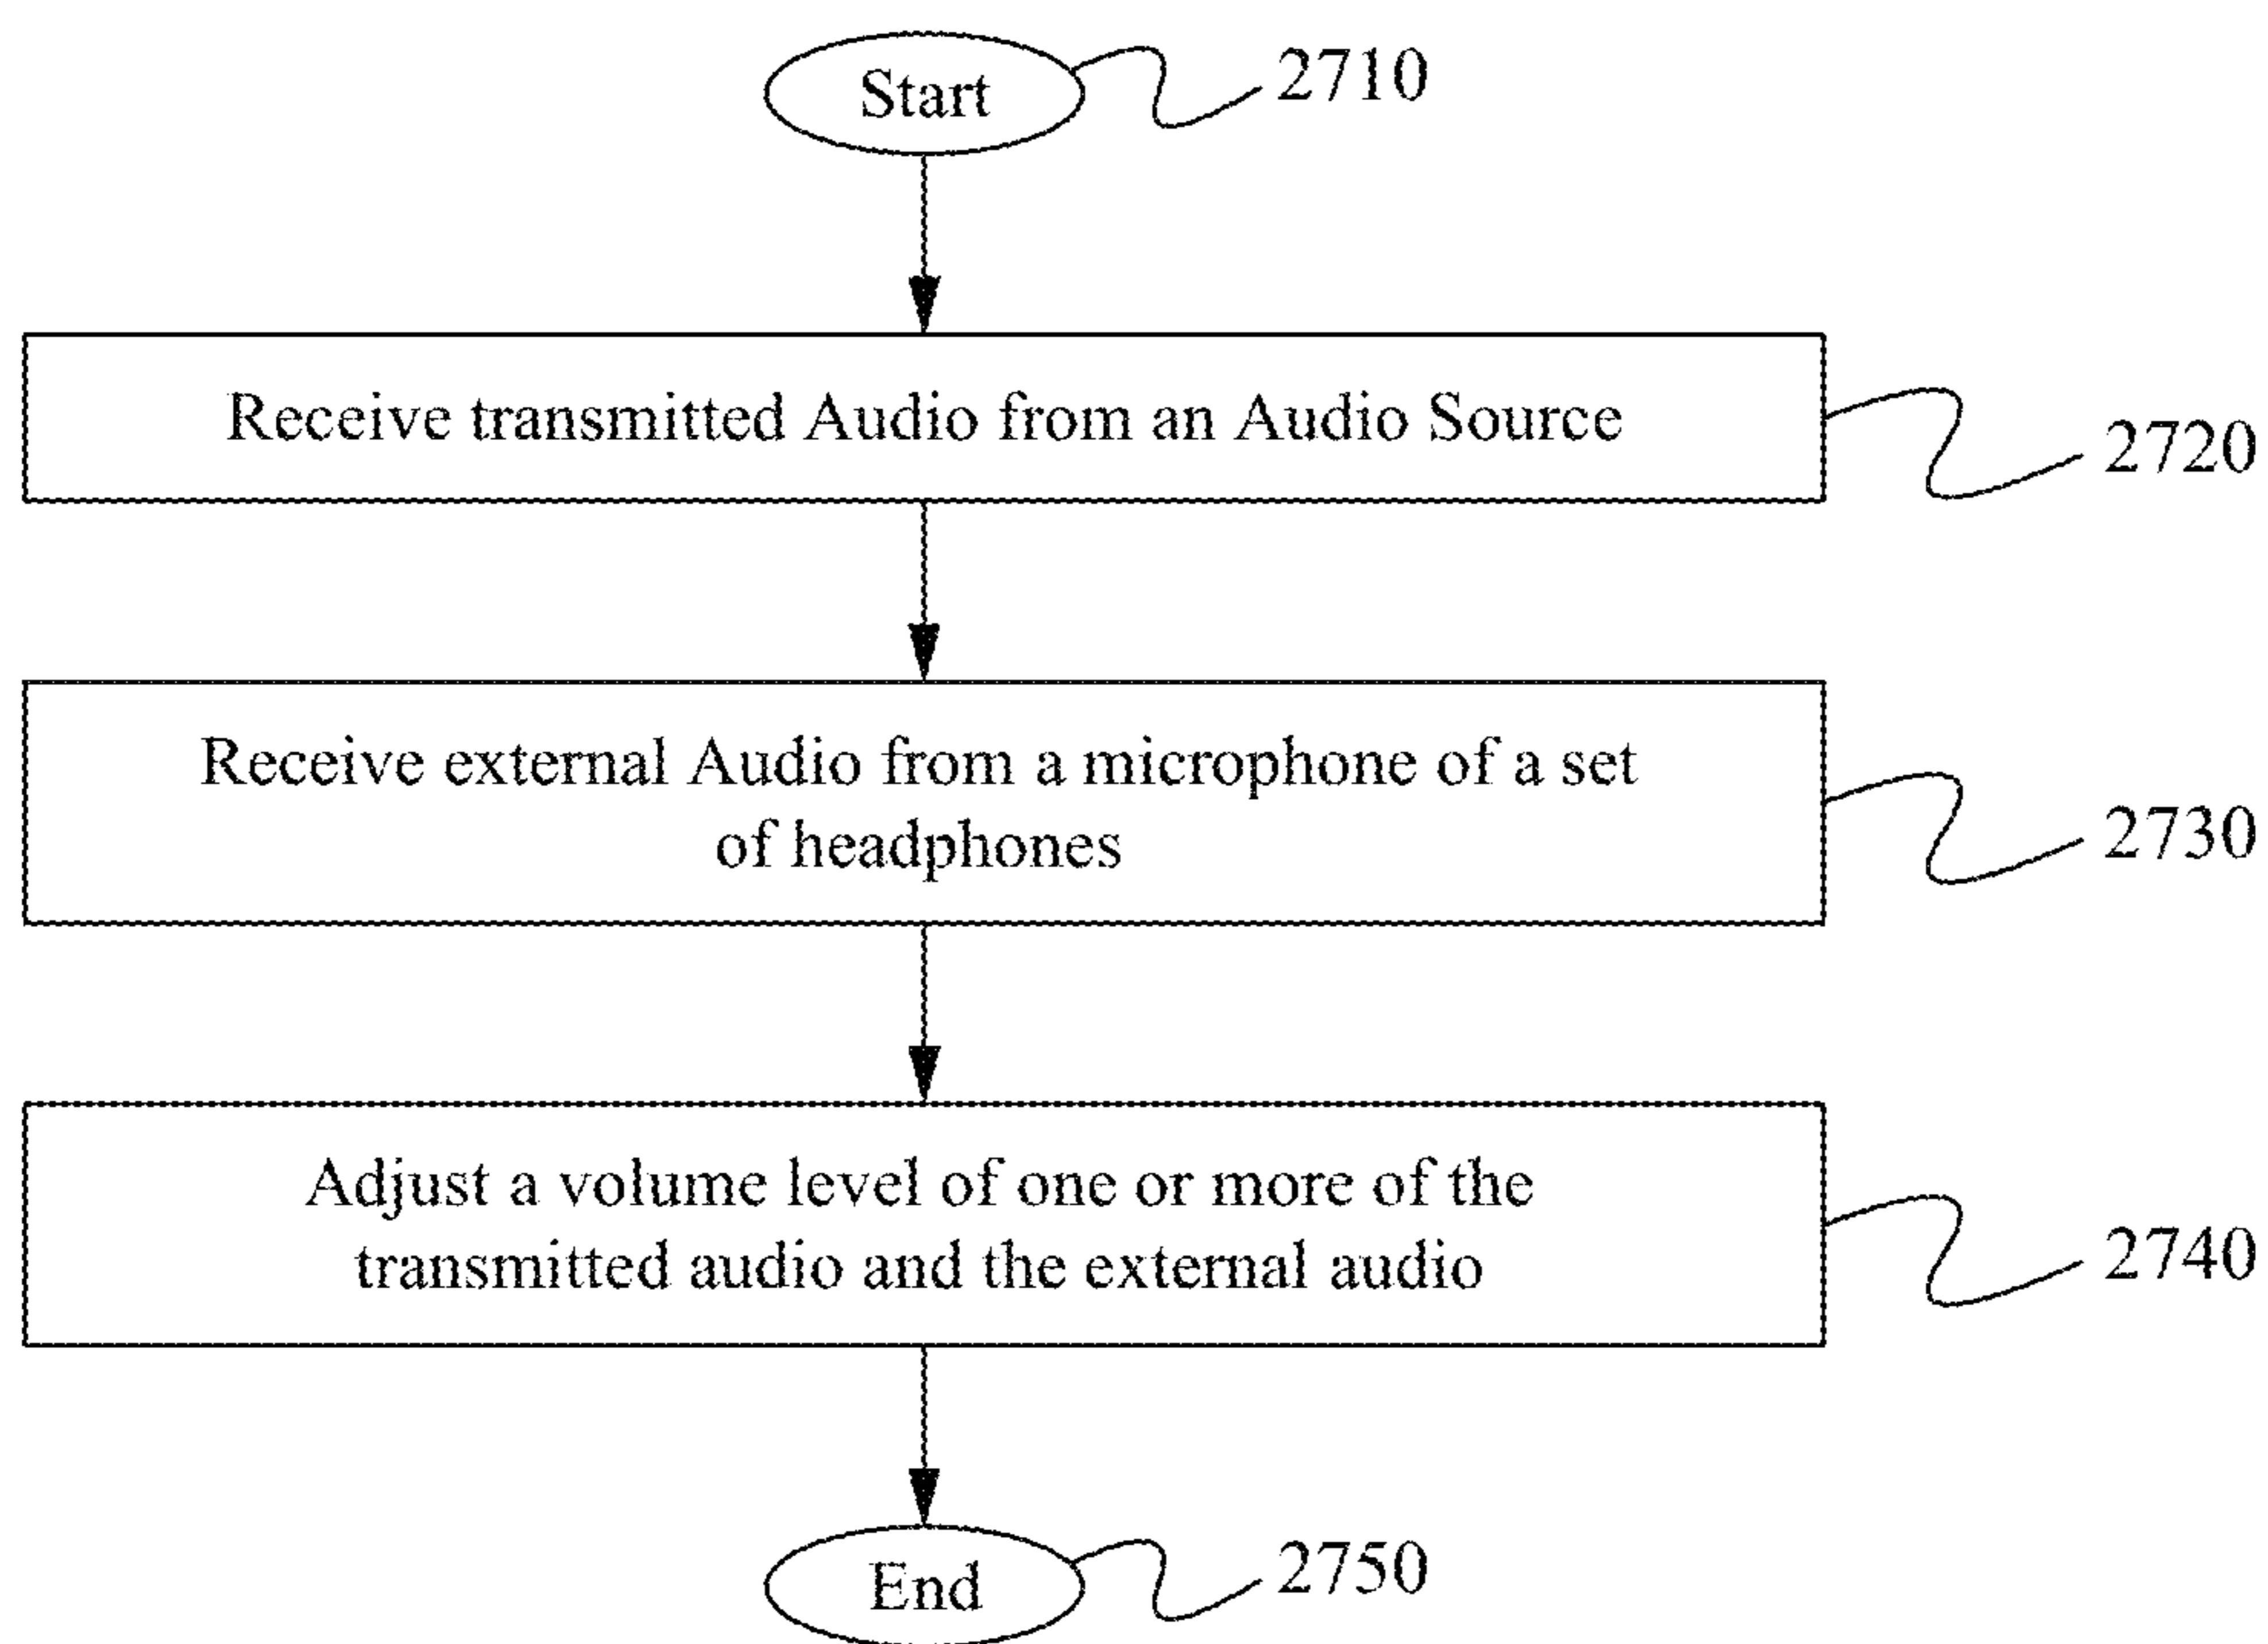 Start
2710
Receive transmitted Audio from an Audio Source
2720
Receive external Audio from a microphone of a set
of headphones
2730
Adjust a volume level of one or more of the
transmitted audio and the external audio
2740
End
2750